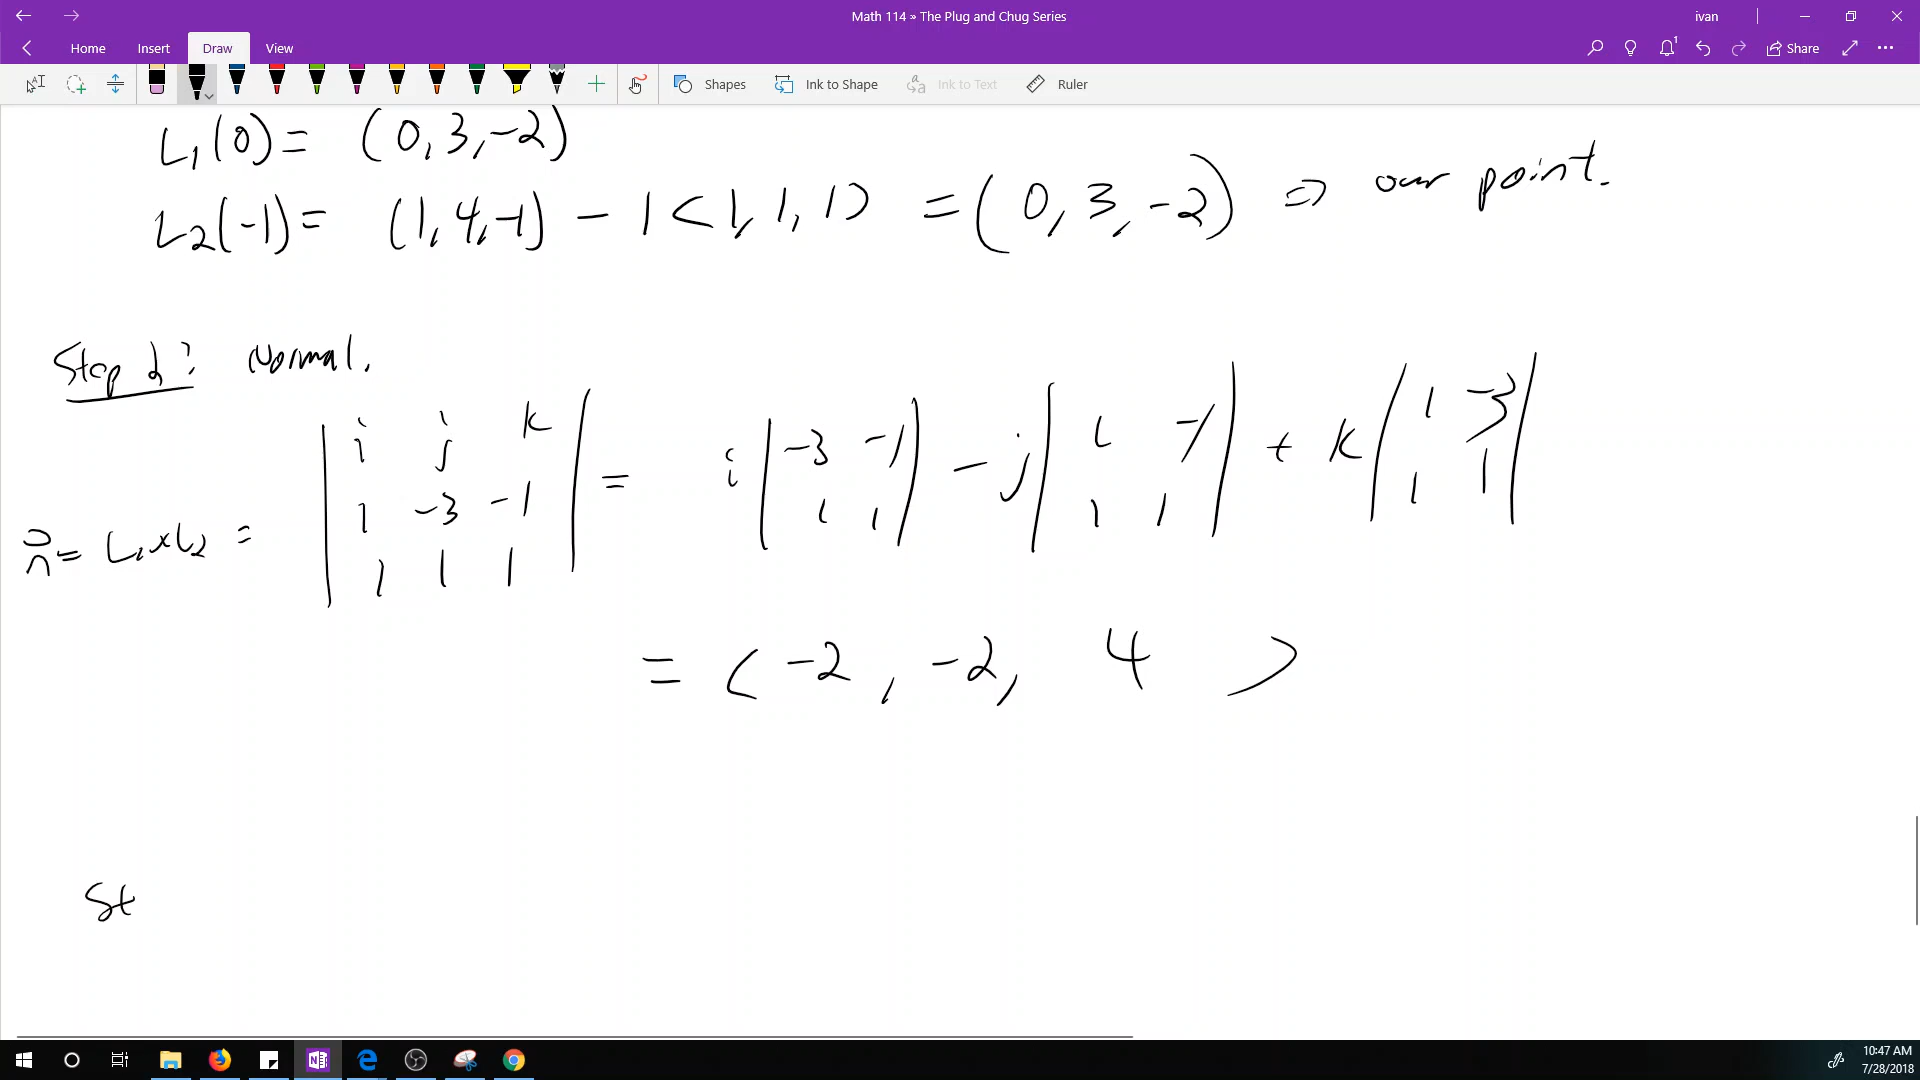 Math 114 » The Plug and Chug Series
ivan
Home Insert Draw View
1
Share
Shapes Ink to Shape Ink to Text Ruler
L₁(0) = (0, 3, -2)
L₂(-1) = (1, 4, -1) - 1 <1, 1, 1> = (0, 3, -2) => our point.
Step 2: Normal.
n⃗ = L₁ x L₂ = | i j k ; 1 -3 -1 ; 1 1 1 | = i | -3 -1 ; 1 1 | - j | 1 -1 ; 1 1 | + k | 1 -3 ; 1 1 |
= < -2, -2, 4 >
St
10:47 AM
7/28/2018